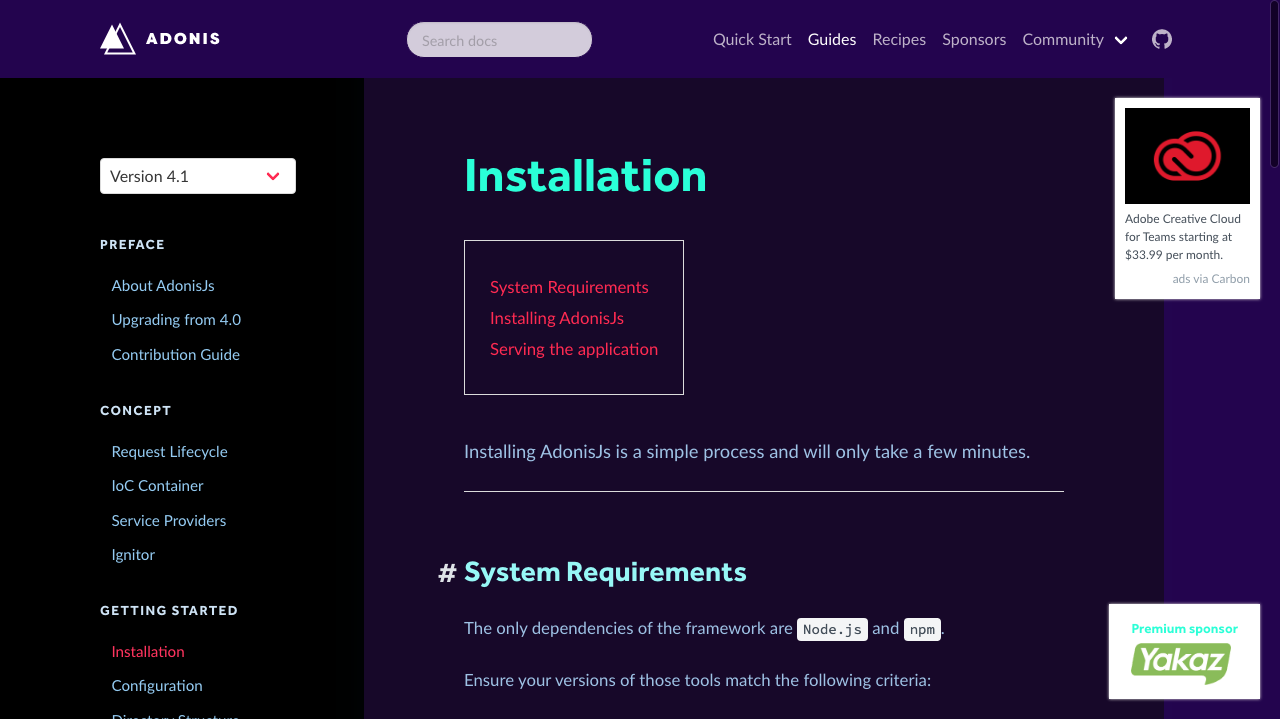 ADONIS
Search docs
Quick Start
Guides
Recipes
Sponsors
Community
Version 4.1
PREFACE
About AdonisJs
Upgrading from 4.0
Contribution Guide
CONCEPT
Request Lifecycle
IoC Container
Service Providers
Ignitor
GETTING STARTED
Installation
Configuration
Directory Structure
Installation
System Requirements
Installing AdonisJs
Serving the application
Installing AdonisJs is a simple process and will only take a few minutes.
# System Requirements
The only dependencies of the framework are Node.js and npm.
Ensure your versions of those tools match the following criteria:
Adobe Creative Cloud
for Teams starting at
$33.99 per month.
ads via Carbon
Premium sponsor
Yakaz